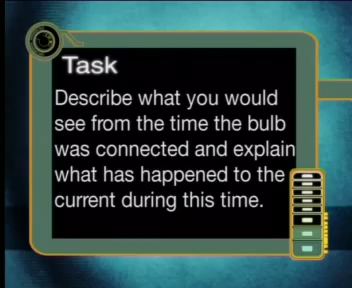 Task
Describe what you would
see from the time the bulb
was connected and explain
what has happened to the
current during this time.